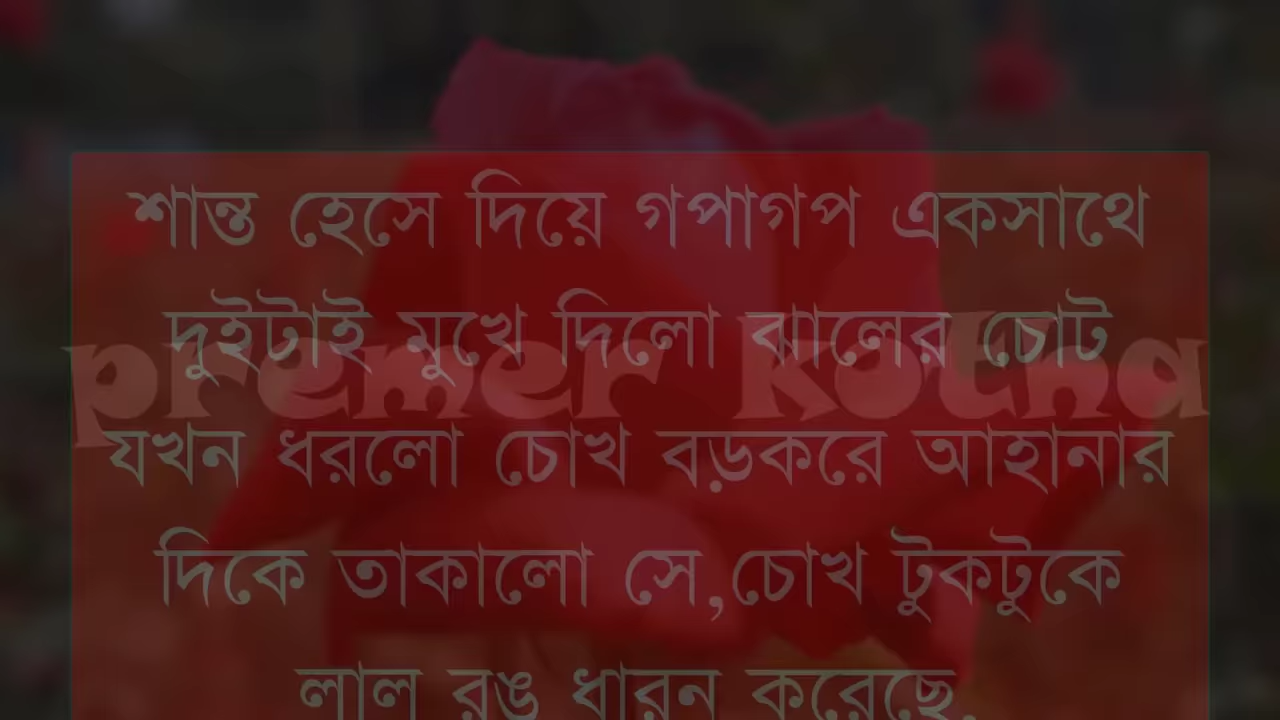 শান্ত হেসে দিয়ে গপাগপ একসাথে
দুইটাই মুখে দিলো ঝালের চোট
premer kotha
যখন ধরলো চোখ বড়করে আহানার
দিকে তাকালো সে,চোখ টুকটুকে
লাল রঙ ধারন করেছে.